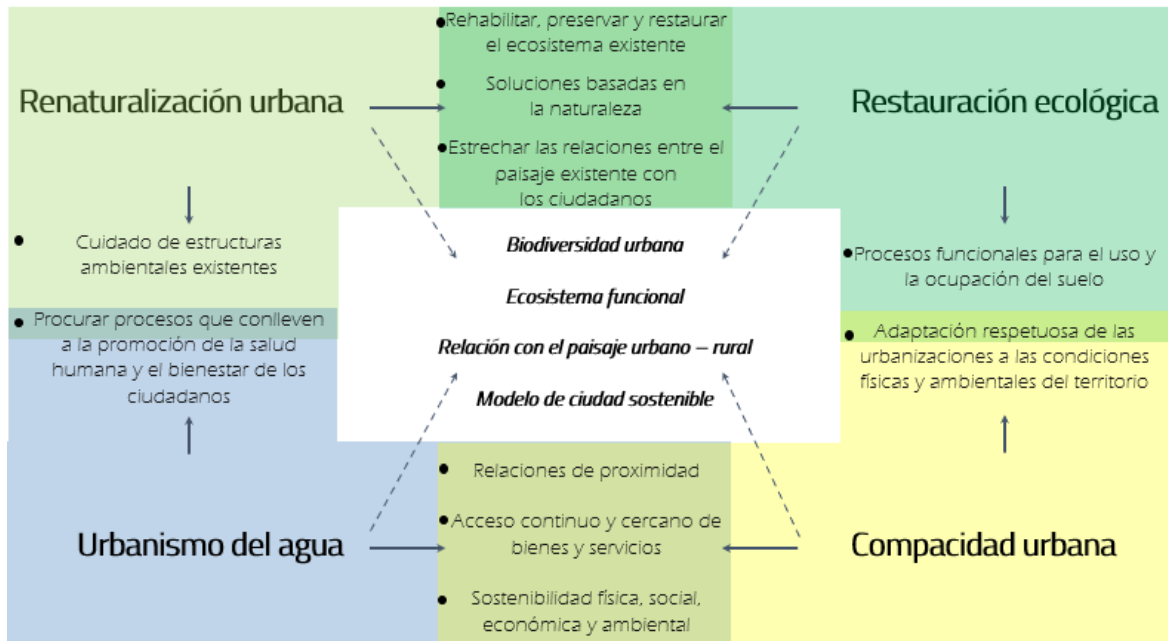 Renaturalización urbana
Rehabilitar, preservar y restaurar
el ecosistema existente
Soluciones basadas en
la naturaleza
Estrechar las relaciones entre el
paisaje existente con
los ciudadanos
Restauración ecológica
Cuidado de estructuras
ambientales existentes
Procurar procesos que conlleven
a la promoción de la salud
humana y el bienestar de los
ciudadanos
Biodiversidad urbana
Ecosistema funcional
Relación con el paisaje urbano – rural
Modelo de ciudad sostenible
Procesos funcionales para el uso y
la ocupación del suelo
Adaptación respetuosa de las
urbanizaciones a las condiciones
físicas y ambientales del territorio
Urbanismo del agua
Relaciones de proximidad
Acceso continuo y cercano de
bienes y servicios
Sostenibilidad física, social,
económica y ambiental
Compacidad urbana